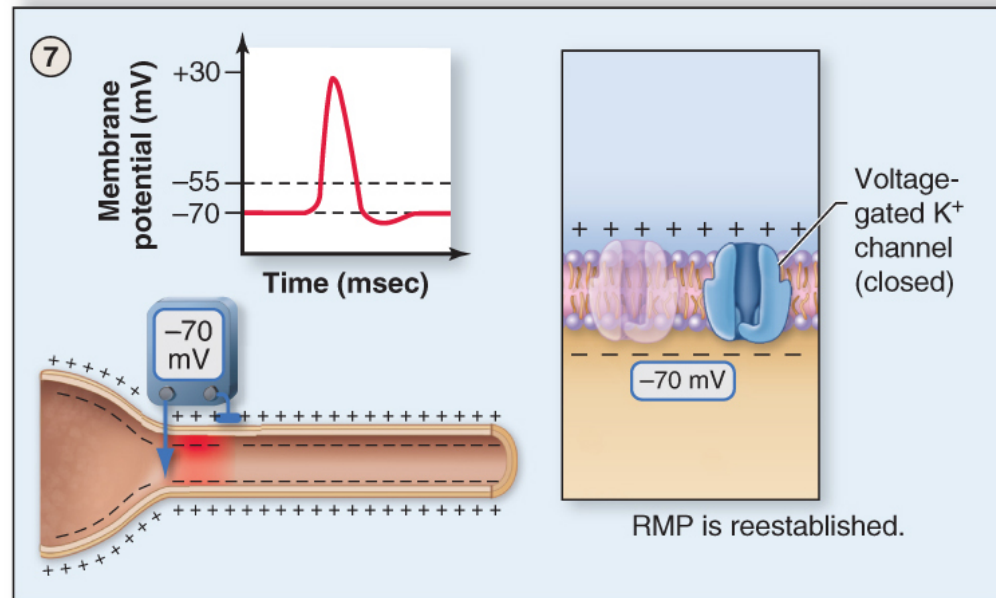 7
Membrane
potential (mV)
+30
–55
–70
Time (msec)
–70
mV
+ + + + + + + +
Voltage-
gated K⁺
channel
(closed)
–70 mV
RMP is reestablished.